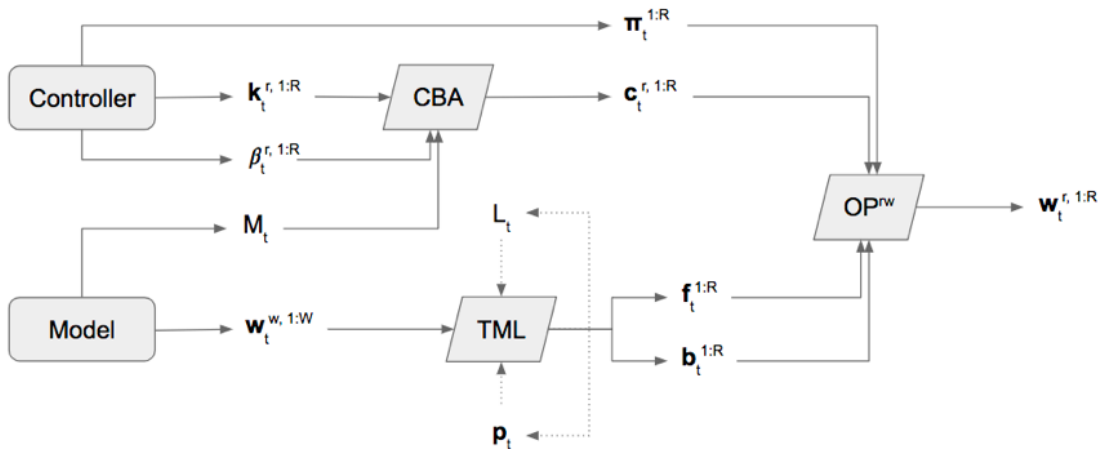 π_t^{1:R}
Controller k_t^{r, 1:R} CBA c_t^{r, 1:R}
β_t^{r, 1:R}
OP^{rw} w_t^{r, 1:R}
M_t L_t
f_t^{1:R}
Model w_t^{w, 1:W} TML
b_t^{1:R}
p_t